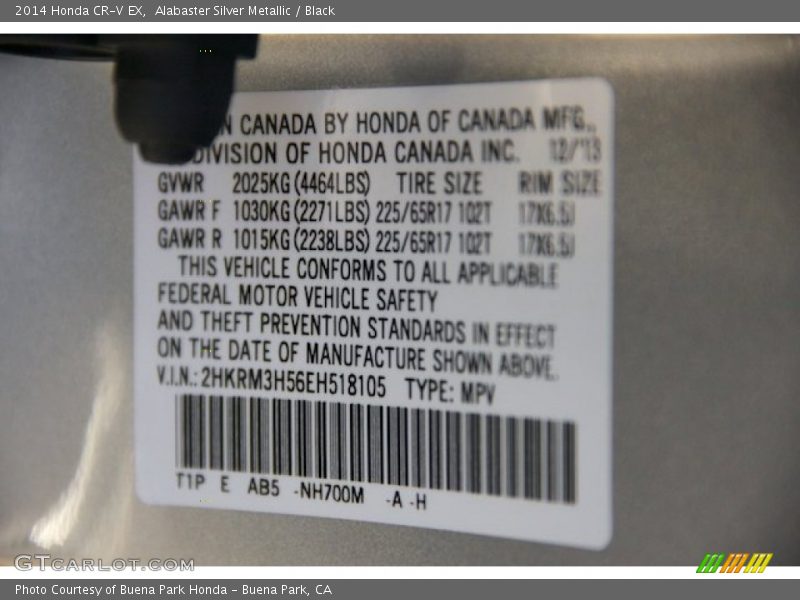 2014 Honda CR-V EX,  Alabaster Silver Metallic / Black
N CANADA BY HONDA OF CANADA MFG.,
DIVISION OF HONDA CANADA INC. 12/'13
GVWR 2025KG(4464LBS) TIRE SIZE RIM SIZE
GAWR F 1030KG(2271LBS) 225/65R17 102T 17X6.5J
GAWR R 1015KG(2238LBS) 225/65R17 102T 17X6.5J
THIS VEHICLE CONFORMS TO ALL APPLICABLE
FEDERAL MOTOR VEHICLE SAFETY
AND THEFT PREVENTION STANDARDS IN EFFECT
ON THE DATE OF MANUFACTURE SHOWN ABOVE.
V.I.N.: 2HKRM3H56EH518105 TYPE: MPV
T1P E AB5 -NH700M -A -H
GTCARLOT.COM
Photo Courtesy of Buena Park Honda - Buena Park, CA